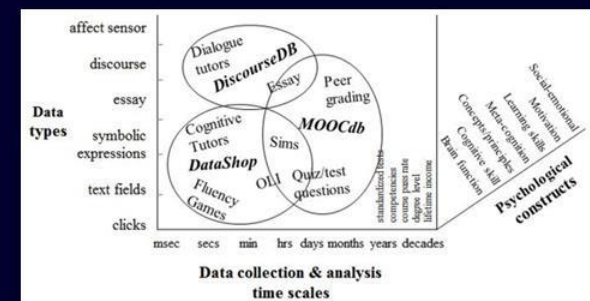 affect sensor
discourse
essay
symbolic
expressions
text fields
clicks
Data
types
Dialogue
tutors
DiscourseDB
Essay
Peer
grading
MOOCdb
Cognitive
Tutors
Sims
DataShop
OLI
Quiz/test
questions
Fluency
Games
standardized tests
competencies
course pass rate
degree level
lifetime income
msec secs min hrs days months years decades
Data collection & analysis
time scales
Brain function
Cognitive skill
Concepts/principles
Meta-cognition
Learning skills
Motivation
Social-emotional
Psychological
constructs